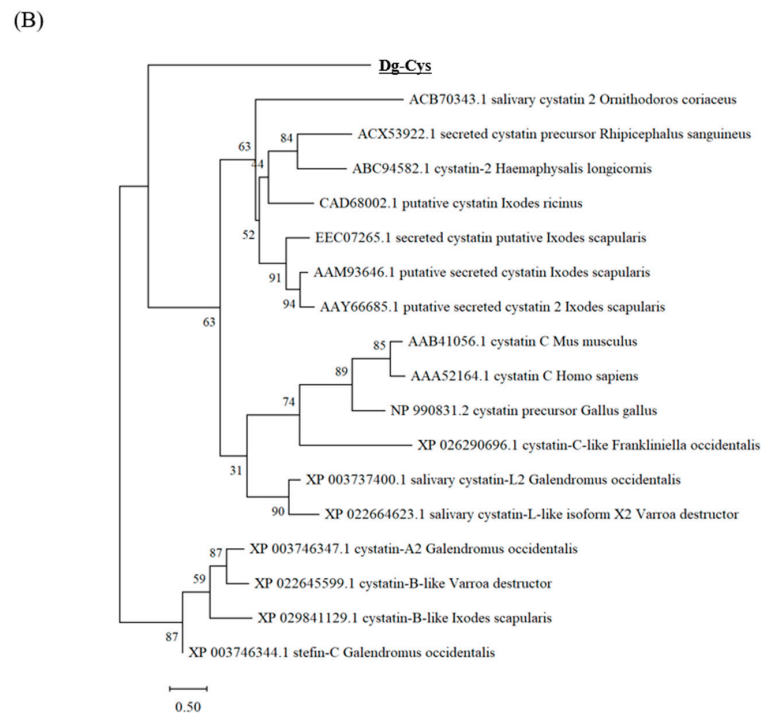 (B)
Dg-Cys
ACB70343.1 salivary cystatin 2 Ornithodoros coriaceus
84
ACX53922.1 secreted cystatin precursor Rhipicephalus sanguineus
63
44
ABC94582.1 cystatin-2 Haemaphysalis longicornis
CAD68002.1 putative cystatin Ixodes ricinus
52
EEC07265.1 secreted cystatin putative Ixodes scapularis
91
AAM93646.1 putative secreted cystatin Ixodes scapularis
94
AAY66685.1 putative secreted cystatin 2 Ixodes scapularis
63
85
AAB41056.1 cystatin C Mus musculus
89
AAA52164.1 cystatin C Homo sapiens
74
NP 990831.2 cystatin precursor Gallus gallus
XP 026290696.1 cystatin-C-like Frankliniella occidentalis
31
XP 003737400.1 salivary cystatin-L2 Galendromus occidentalis
90
XP 022664623.1 salivary cystatin-L-like isoform X2 Varroa destructor
87
XP 003746347.1 cystatin-A2 Galendromus occidentalis
59
XP 022645599.1 cystatin-B-like Varroa destructor
XP 029841129.1 cystatin-B-like Ixodes scapularis
87
XP 003746344.1 stefin-C Galendromus occidentalis
0.50